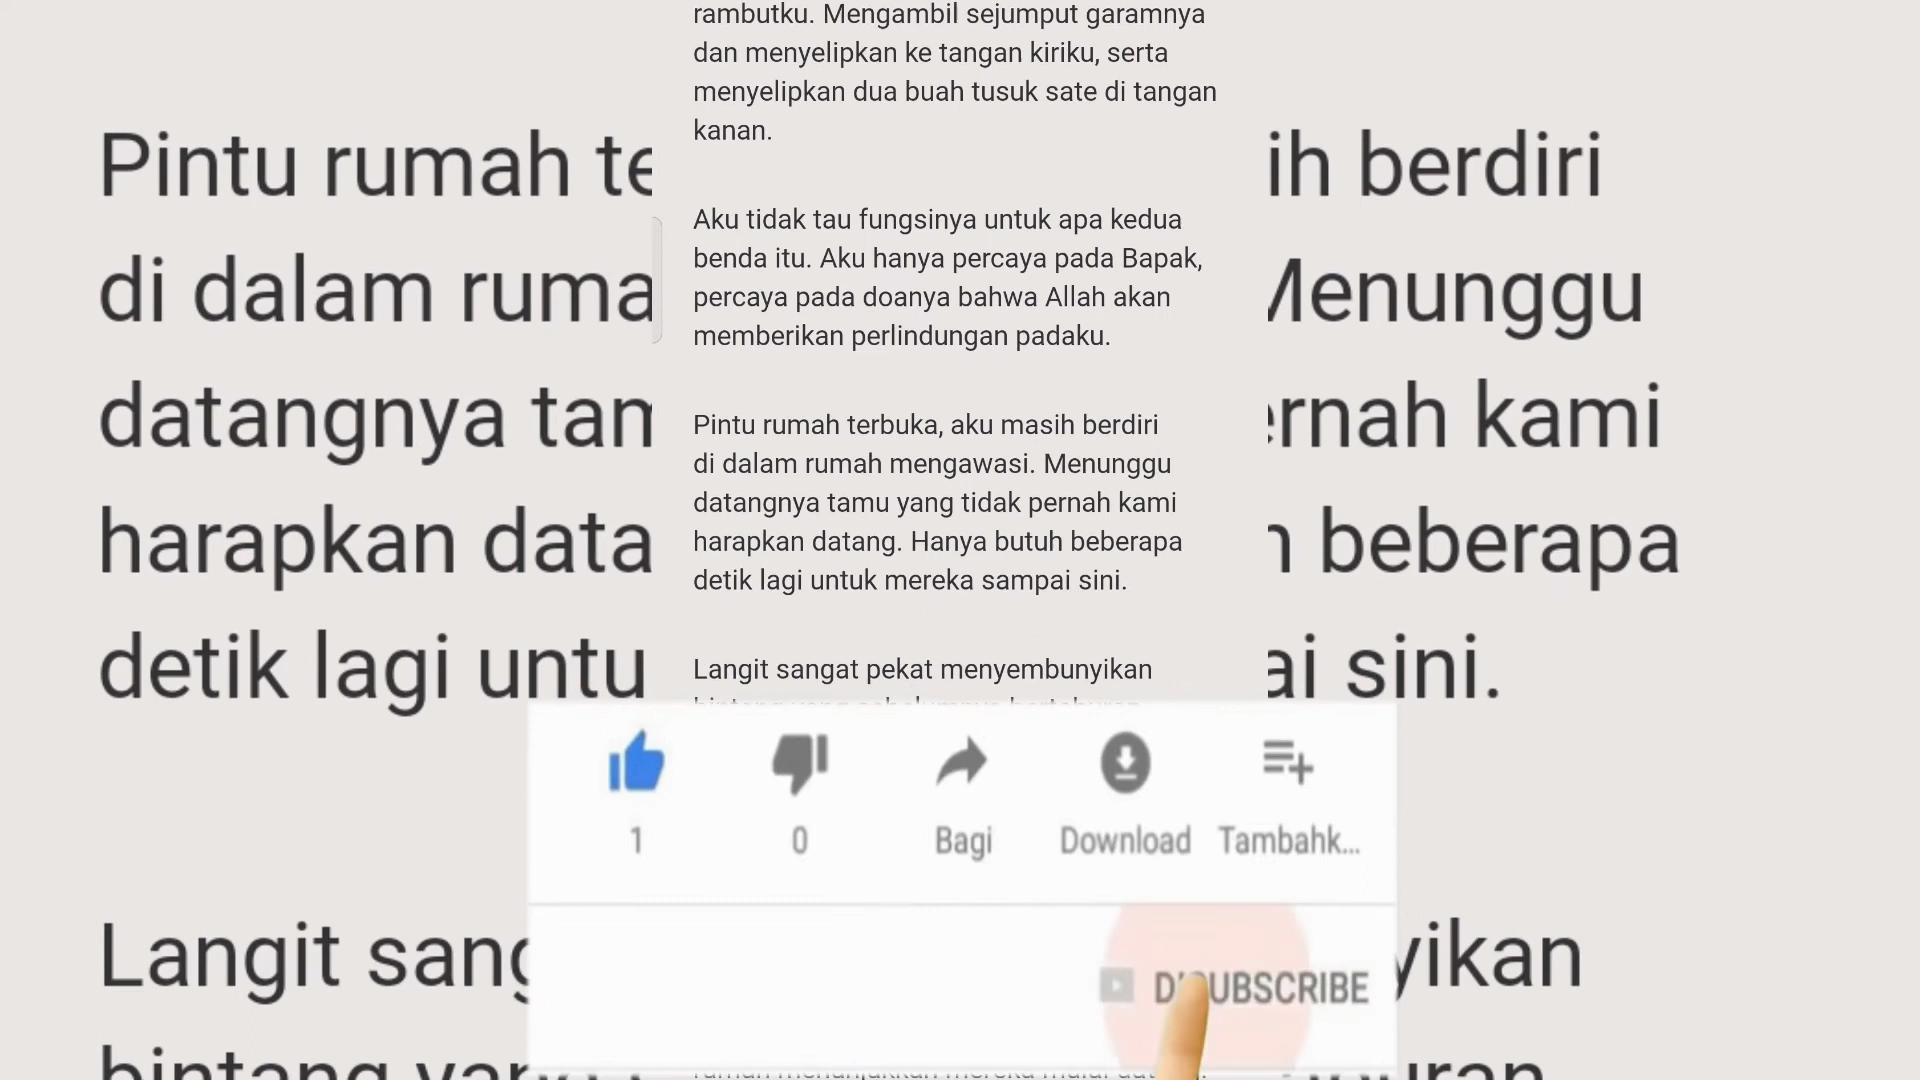 rambutku. Mengambil sejumput garamnya
dan menyelipkan ke tangan kiriku, serta
menyelipkan dua buah tusuk sate di tangan
kanan.
Aku tidak tau fungsinya untuk apa kedua
benda itu. Aku hanya percaya pada Bapak,
percaya pada doanya bahwa Allah akan
memberikan perlindungan padaku.
Pintu rumah terbuka, aku masih berdiri
di dalam rumah mengawasi. Menunggu
datangnya tamu yang tidak pernah kami
harapkan datang. Hanya butuh beberapa
detik lagi untuk mereka sampai sini.
Langit sangat pekat menyembunyikan
Pintu rumah te
di dalam ruma
datangnya tam
harapkan data
detik lagi untu
Langit sang
ih berdiri
Menunggu
ernah kami
n beberapa
ai sini.
yikan
1
0
Bagi
Download
Tambahk...
DISUBSCRIBE